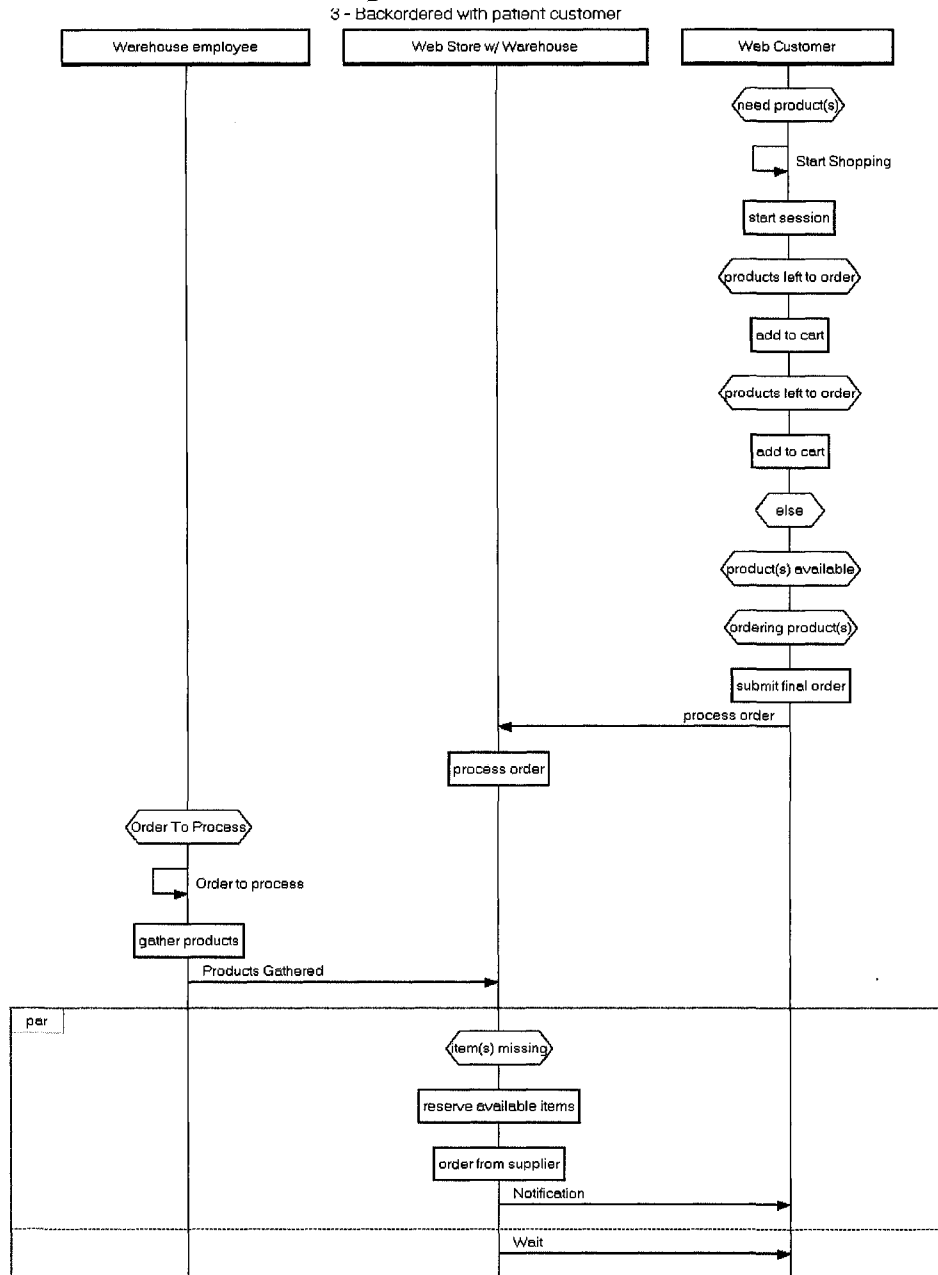 3 - Backordered with patient customer
Warehouse employee
Web Store w/ Warehouse
Web Customer
need product(s)
Start Shopping
start session
products left to order
add to cart
products left to order
add to cart
else
product(s) available
ordering product(s)
submit final order
process order
process order
Order To Process
Order to process
gather products
Products Gathered
par
item(s) missing
reserve available items
order from supplier
Notification
Wait